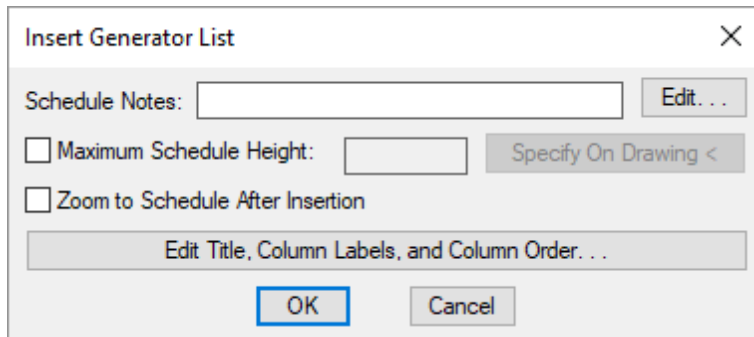 Insert Generator List
Schedule Notes: Edit. . .
Maximum Schedule Height: Specify On Drawing <
Zoom to Schedule After Insertion
Edit Title, Column Labels, and Column Order. . .
OK Cancel